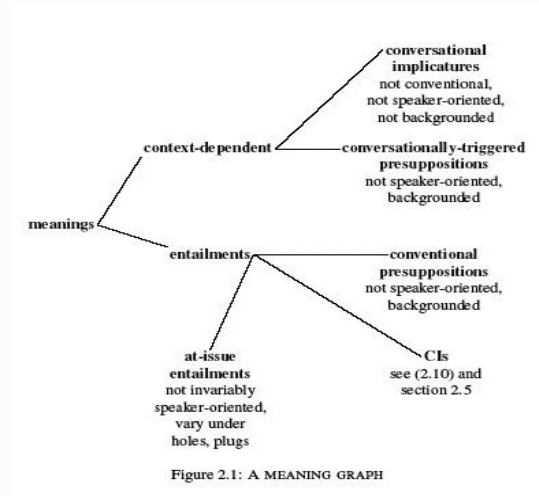 conversational
implicatures
not conventional,
not speaker-oriented,
not backgrounded
context-dependent
conversationally-triggered
presuppositions
not speaker-oriented,
backgrounded
meanings
entailments
conventional
presuppositions
not speaker-oriented,
backgrounded
at-issue
entailments
not invariably
speaker-oriented,
vary under
holes, plugs
CIs
see (2.10) and
section 2.5
Figure 2.1: A MEANING GRAPH